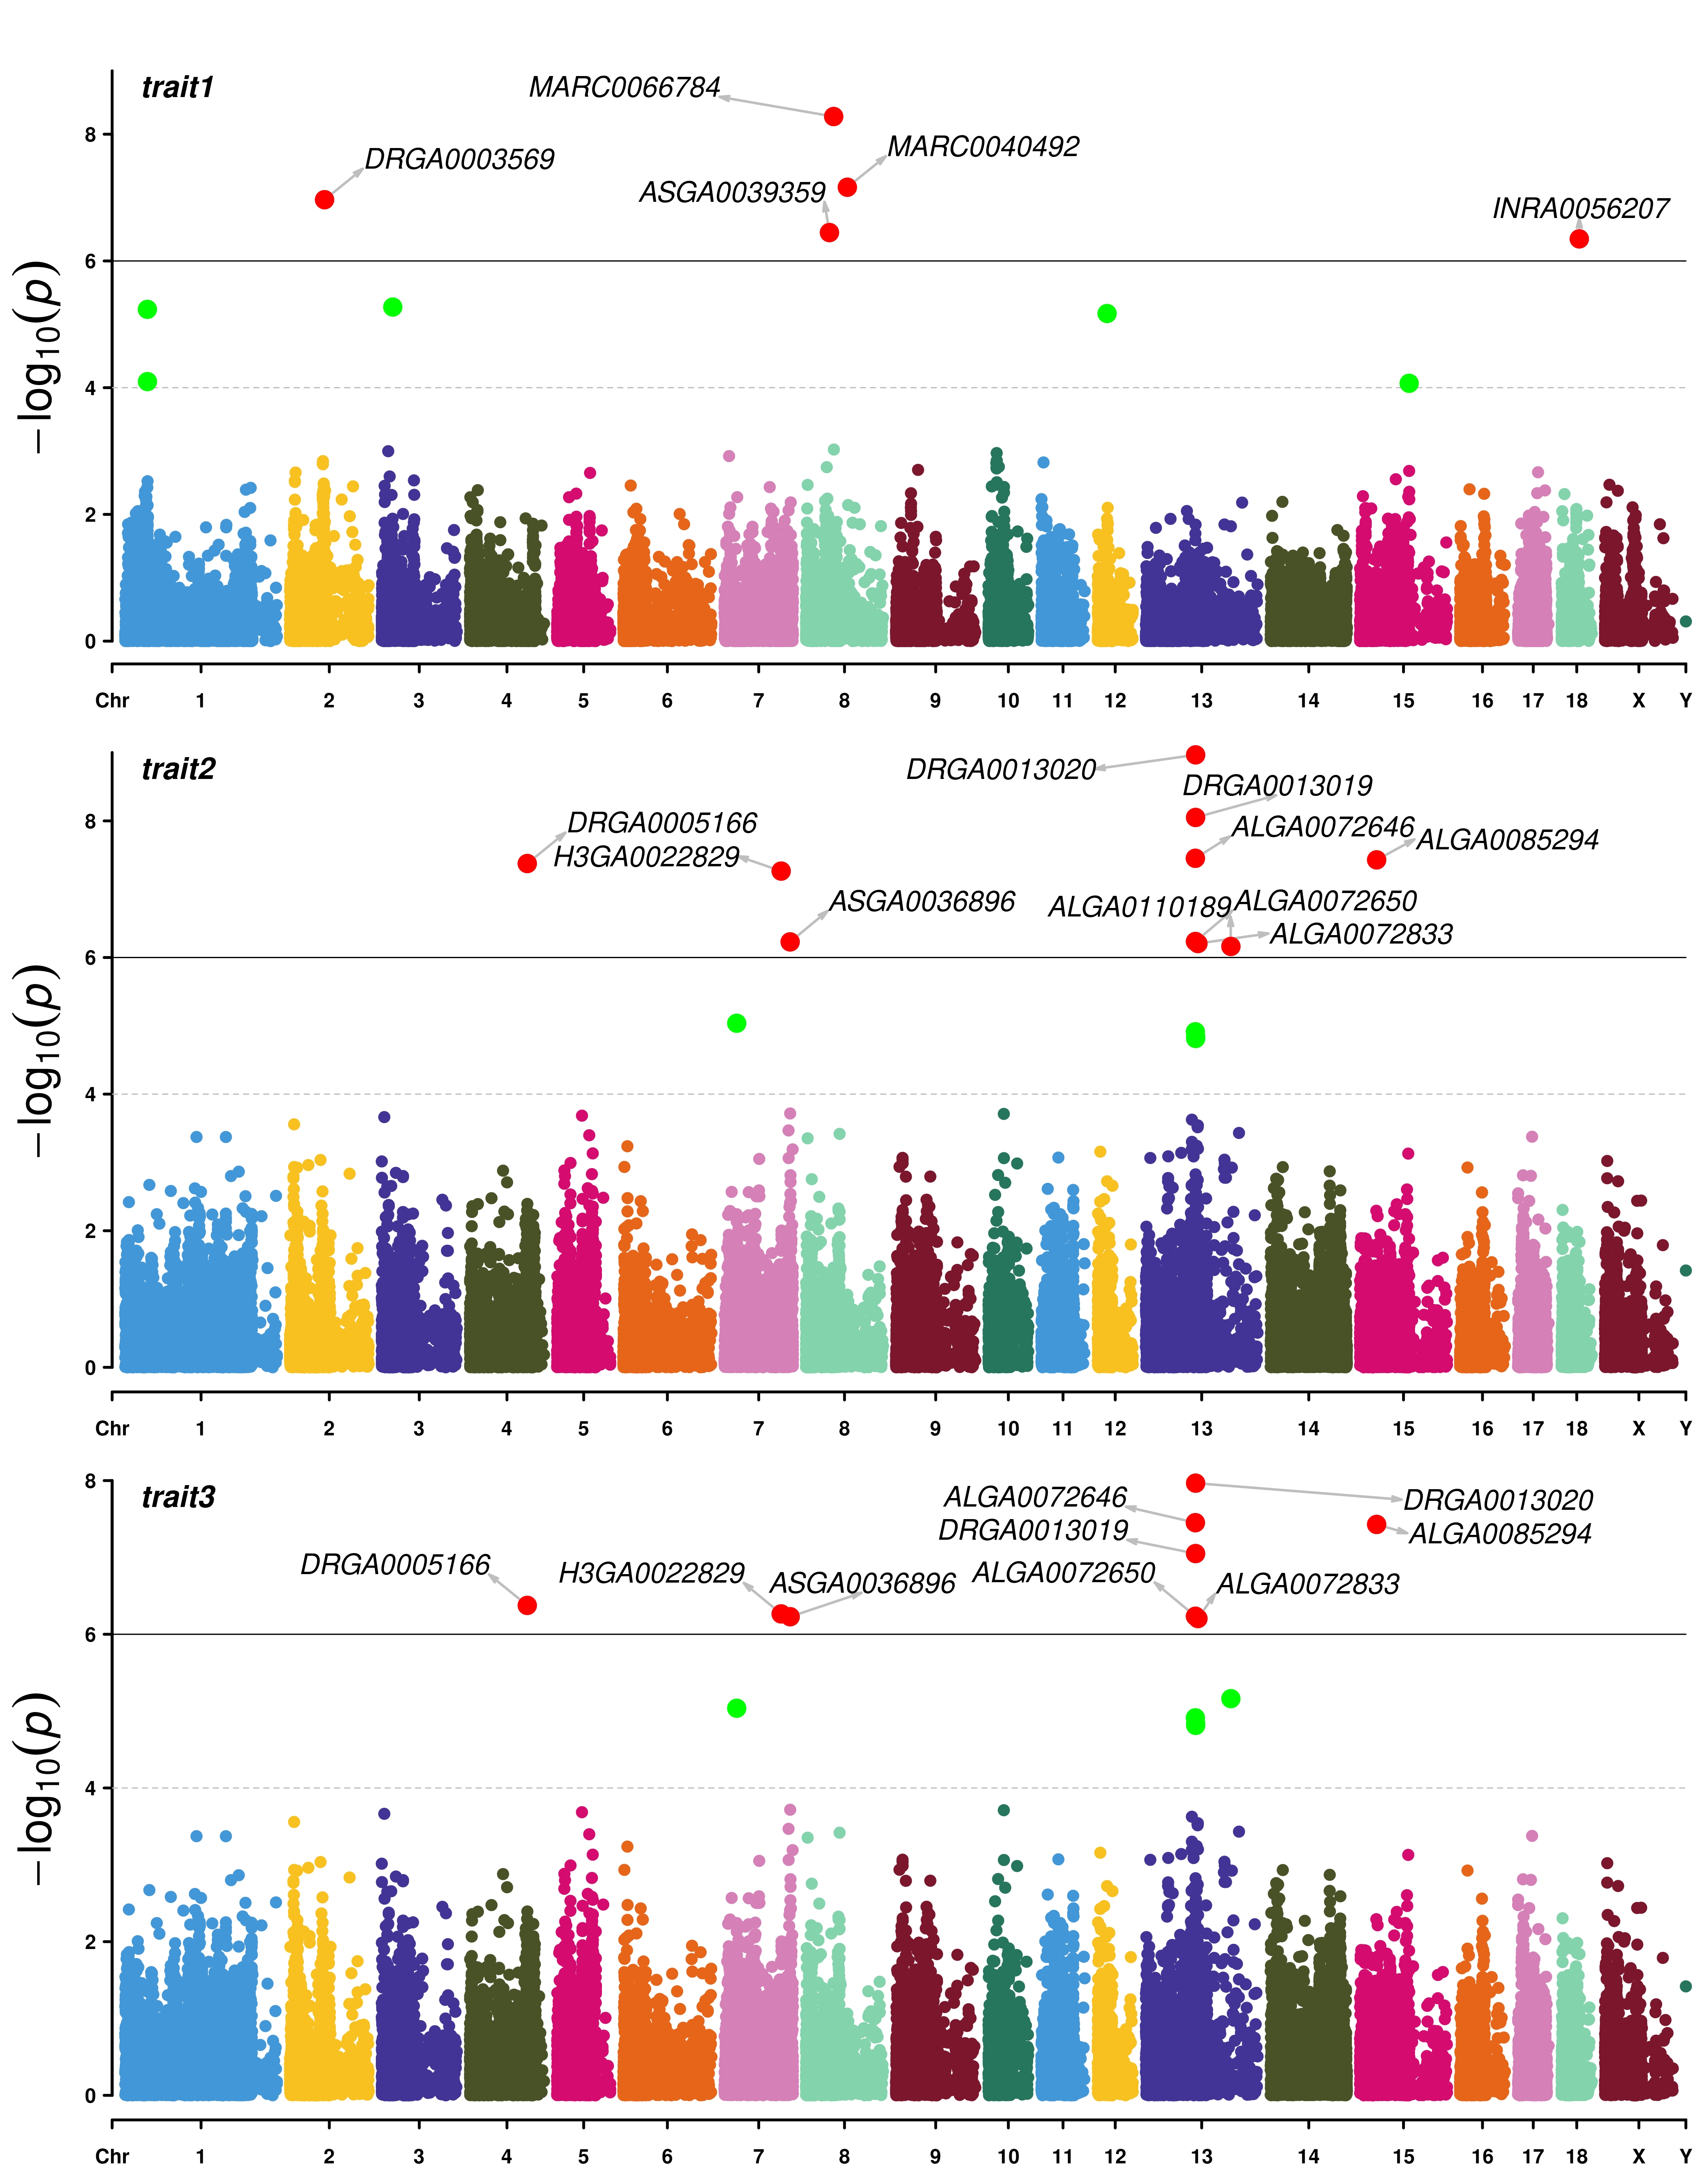 trait1
MARC0066784
MARC0040492
DRGA0003569
ASGA0039359
INRA0056207
−log10(p)
8
6
4
2
0
Chr 1 2 3 4 5 6 7 8 9 10 11 12 13 14 15 16 17 18 X Y
trait2
DRGA0013020
DRGA0013019
DRGA0005166
ALGA0072646
ALGA0085294
H3GA0022829
ASGA0036896
ALGA0110189
ALGA0072650
ALGA0072833
−log10(p)
8
6
4
2
0
Chr 1 2 3 4 5 6 7 8 9 10 11 12 13 14 15 16 17 18 X Y
trait3
ALGA0072646
DRGA0013020
DRGA0013019
ALGA0085294
DRGA0005166
H3GA0022829
ASGA0036896
ALGA0072650
ALGA0072833
−log10(p)
8
6
4
2
0
Chr 1 2 3 4 5 6 7 8 9 10 11 12 13 14 15 16 17 18 X Y